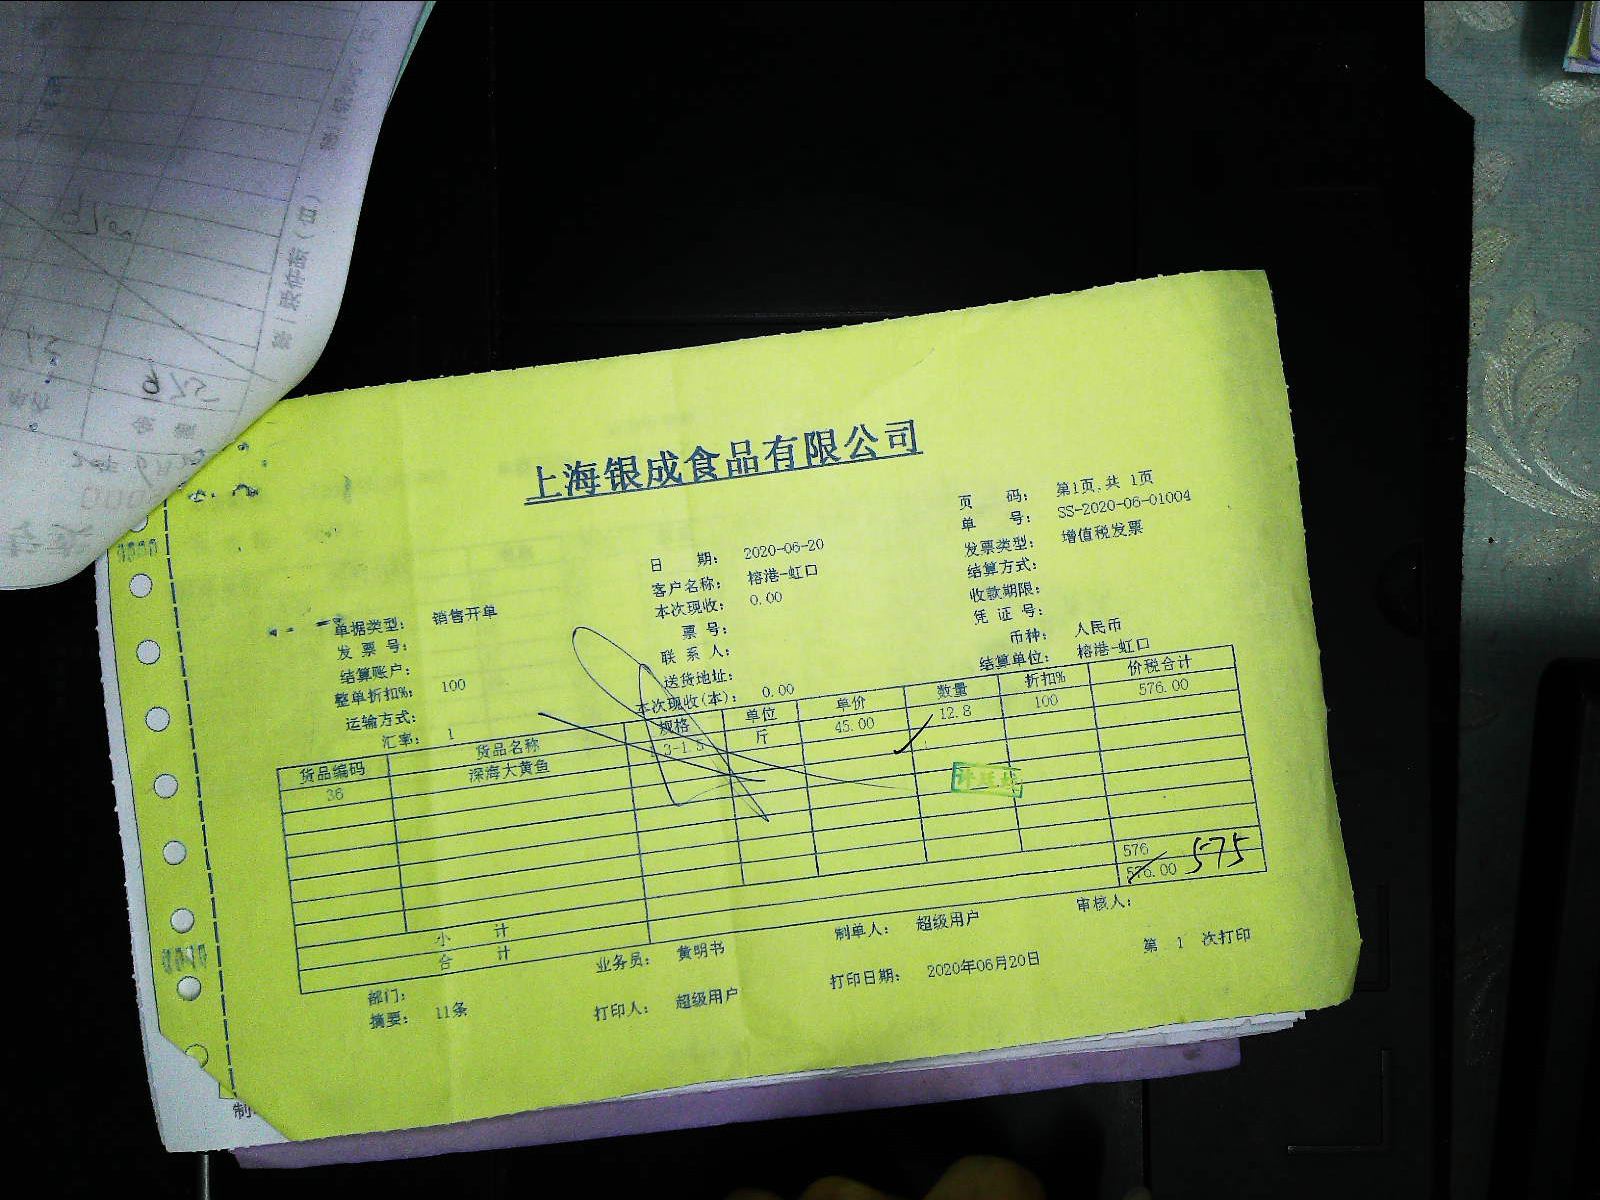 上海银成食品有限公司
页 码: 第1页,共 1页
单 号: SS-2020-06-01004
日 期: 2020-06-20
发票类型: 增值税发票
客户名称: 榕港-虹口
结算方式:
本次现收: 0.00
收款期限:
单据类型: 销售开单
票 号:
凭 证 号:
发 票 号:
联 系 人:
币种: 人民币
结算账户:
送货地址:
结算单位: 榕港-虹口
整单折扣%: 100
本次现收(本): 0.00
运输方式:
汇率: 1
货品编码 货品名称 规格 单位 单价 数量 折扣% 价税合计
36 深海大黄鱼 3-1.5 斤 45.00 12.8 100 576.00
小 计 576
合 计 576.00 575
部门: 业务员: 黄明书 制单人: 超级用户 审核人:
摘要: 11条 打印人: 超级用户 打印日期: 2020年06月20日 第 1 次打印
制